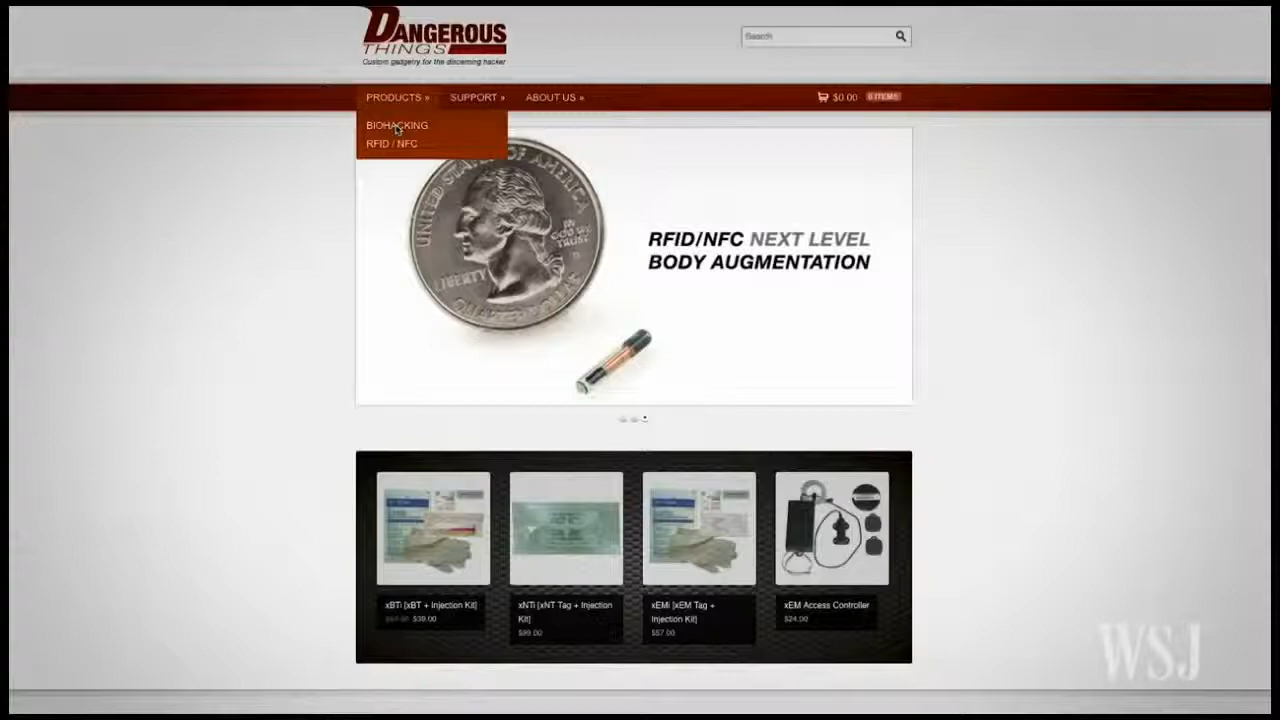 DANGEROUS
THINGS
Custom gadgetry for the discerning hacker
Search
PRODUCTS »
SUPPORT »
ABOUT US »
$0.00
0 ITEMS
BIOHACKING
RFID / NFC
UNITED STATES OF AMERICA
LIBERTY
IN
GOD WE
TRUST
QUARTER DOLLAR
RFID/NFC NEXT LEVEL
BODY AUGMENTATION
xBTi [xBT + Injection Kit]
$39.00
xNTi [xNT Tag + Injection
Kit]
$99.00
xEMi [xEM Tag +
Injection Kit]
$57.00
xEM Access Controller
$24.00
WSJ